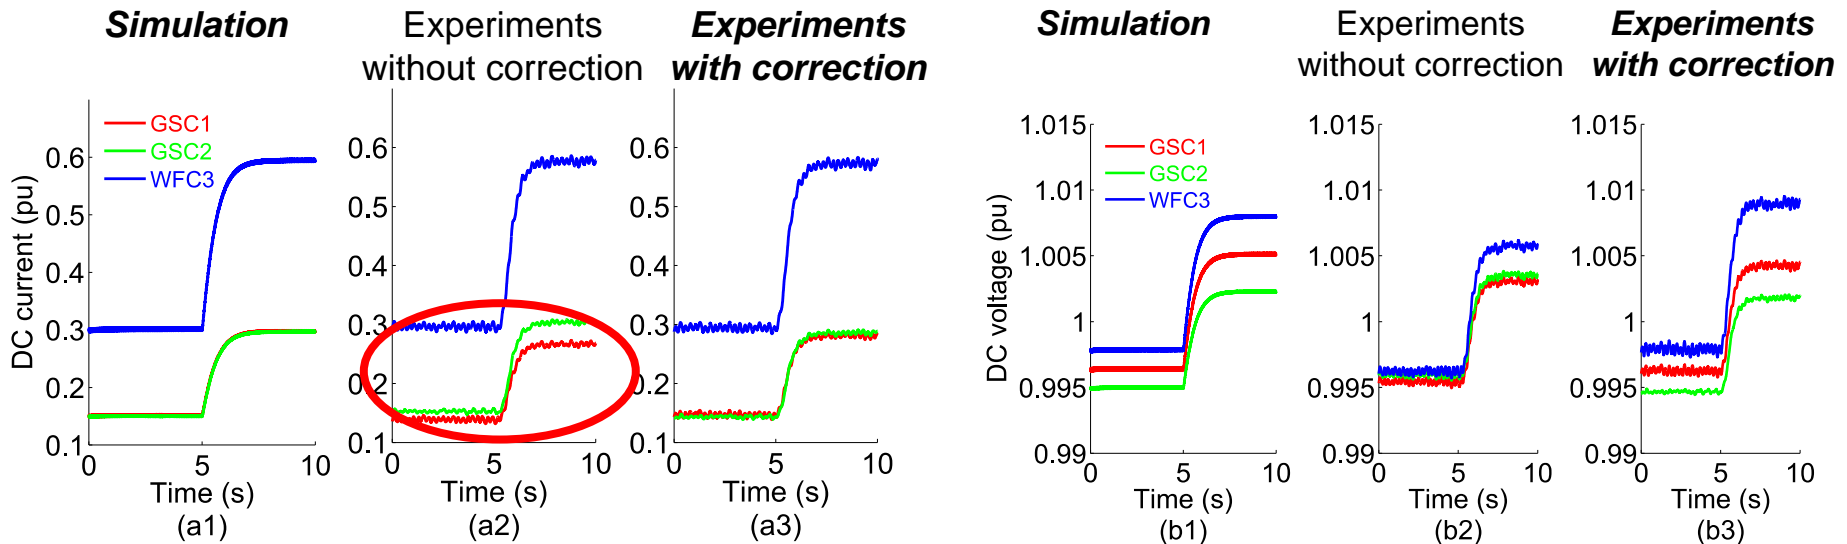 Simulation
Experiments
without correction
Experiments
with correction
Simulation
Experiments
without correction
Experiments
with correction
DC current (pu)
0.6
0.5
0.4
0.3
0.2
0.1
GSC1
GSC2
WFC3
0 5 10
Time (s)
(a1)
0.6
0.5
0.4
0.3
0.2
0.1
0 5 10
Time (s)
(a2)
0.6
0.5
0.4
0.3
0.2
0.1
0 5 10
Time (s)
(a3)
DC voltage (pu)
1.015
1.01
1.005
1
0.995
0.99
GSC1
GSC2
WFC3
0 5 10
Time (s)
(b1)
1.015
1.01
1.005
1
0.995
0.99
0 5 10
Time (s)
(b2)
1.015
1.01
1.005
1
0.995
0.99
0 5 10
Time (s)
(b3)